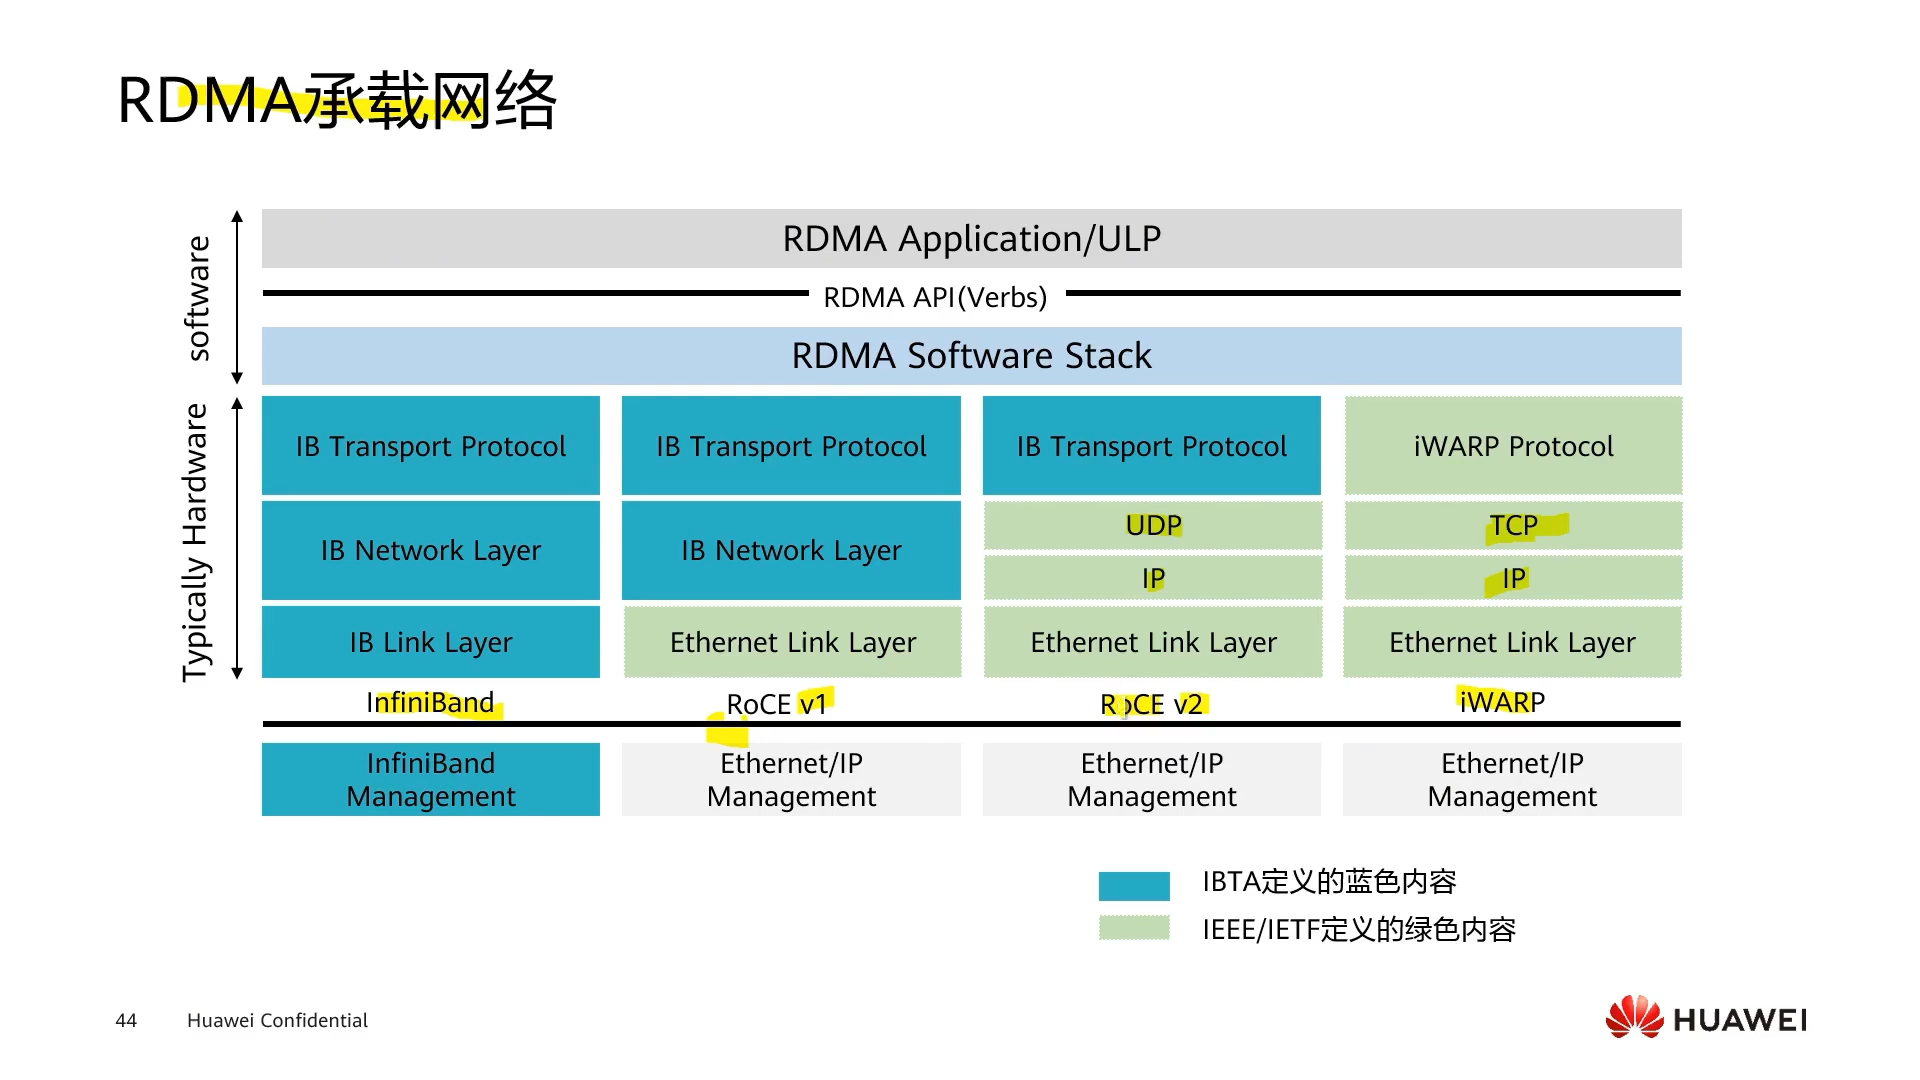 RDMA承载网络
software
RDMA Application/ULP
RDMA API(Verbs)
RDMA Software Stack
Typically Hardware
IB Transport Protocol
IB Transport Protocol
IB Transport Protocol
iWARP Protocol
IB Network Layer
IB Network Layer
UDP
TCP
IP
IP
IB Link Layer
Ethernet Link Layer
Ethernet Link Layer
Ethernet Link Layer
InfiniBand
RoCE v1
RoCE v2
iWARP
InfiniBand
Management
Ethernet/IP
Management
Ethernet/IP
Management
Ethernet/IP
Management
IBTA定义的蓝色内容
IEEE/IETF定义的绿色内容
44
Huawei Confidential
HUAWEI